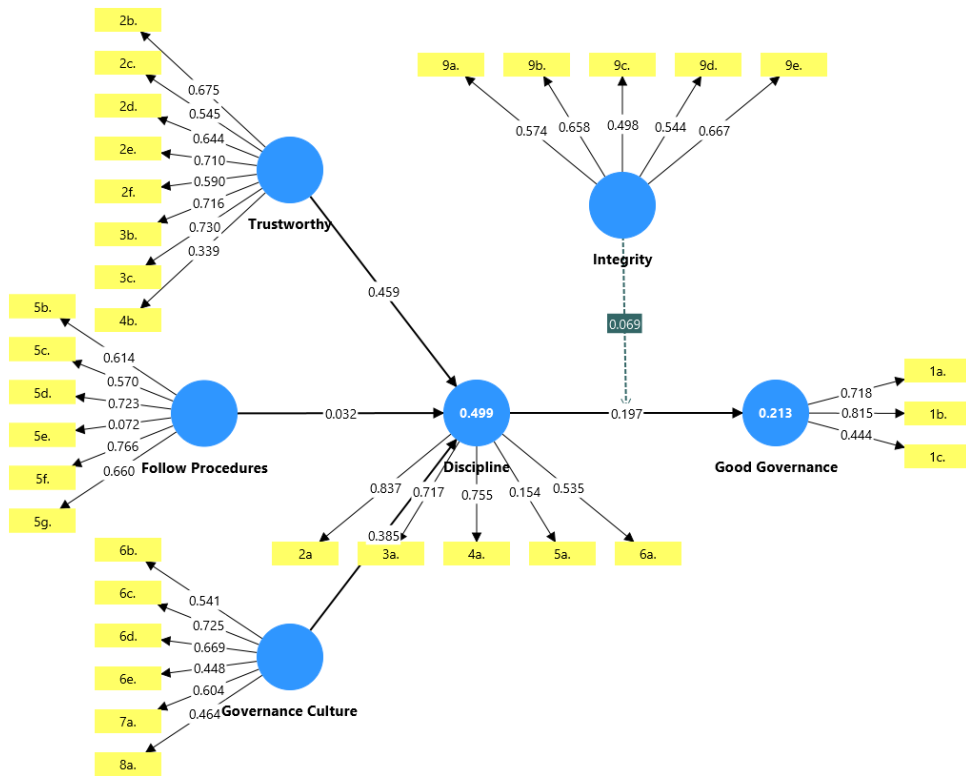 2b.
2c.
2d.
2e.
2f.
3b.
3c.
4b.
0.675
0.545
0.644
0.710
0.590
0.716
0.730
0.339
Trustworthy
9a.
9b.
9c.
9d.
9e.
0.574
0.658
0.498
0.544
0.667
Integrity
0.459
0.069
5b.
5c.
5d.
5e.
5f.
5g.
0.614
0.570
0.723
0.072
0.766
0.660
Follow Procedures
0.032
0.499
Discipline
0.197
0.213
Good Governance
0.718
0.815
0.444
1a.
1b.
1c.
0.837
0.717
0.755
0.154
0.535
0.385
2a
3a.
4a.
5a.
6a.
6b.
6c.
6d.
6e.
7a.
8a.
0.541
0.725
0.669
0.448
0.604
0.464
Governance Culture